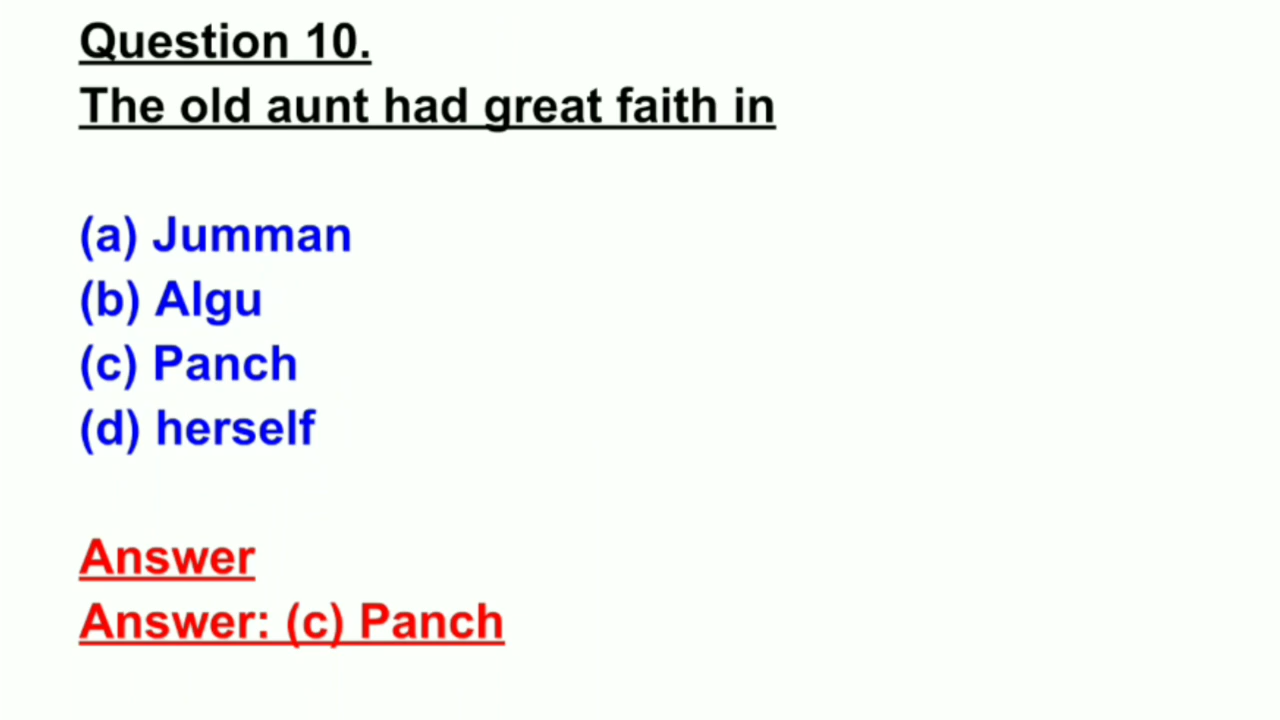 Question 10.
The old aunt had great faith in
(a) Jumman
(b) Algu
(c) Panch
(d) herself
Answer
Answer: (c) Panch